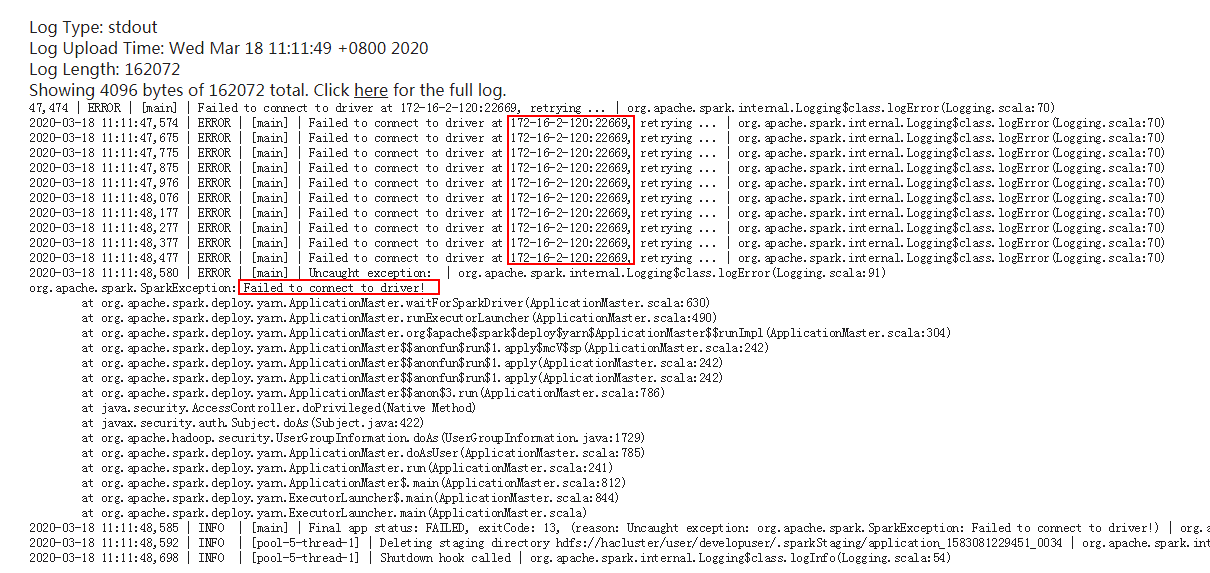 Log Type: stdout
Log Upload Time: Wed Mar 18 11:11:49 +0800 2020
Log Length: 162072
Showing 4096 bytes of 162072 total. Click here for the full log.
47,474 | ERROR | [main] | Failed to connect to driver at 172-16-2-120:22669, retrying ... | org.apache.spark.internal.Logging$class.logError(Logging.scala:70)
2020-03-18 11:11:47,574 | ERROR | [main] | Failed to connect to driver at 172-16-2-120:22669, retrying ... | org.apache.spark.internal.Logging$class.logError(Logging.scala:70)
2020-03-18 11:11:47,675 | ERROR | [main] | Failed to connect to driver at 172-16-2-120:22669, retrying ... | org.apache.spark.internal.Logging$class.logError(Logging.scala:70)
2020-03-18 11:11:47,775 | ERROR | [main] | Failed to connect to driver at 172-16-2-120:22669, retrying ... | org.apache.spark.internal.Logging$class.logError(Logging.scala:70)
2020-03-18 11:11:47,875 | ERROR | [main] | Failed to connect to driver at 172-16-2-120:22669, retrying ... | org.apache.spark.internal.Logging$class.logError(Logging.scala:70)
2020-03-18 11:11:47,976 | ERROR | [main] | Failed to connect to driver at 172-16-2-120:22669, retrying ... | org.apache.spark.internal.Logging$class.logError(Logging.scala:70)
2020-03-18 11:11:48,076 | ERROR | [main] | Failed to connect to driver at 172-16-2-120:22669, retrying ... | org.apache.spark.internal.Logging$class.logError(Logging.scala:70)
2020-03-18 11:11:48,177 | ERROR | [main] | Failed to connect to driver at 172-16-2-120:22669, retrying ... | org.apache.spark.internal.Logging$class.logError(Logging.scala:70)
2020-03-18 11:11:48,277 | ERROR | [main] | Failed to connect to driver at 172-16-2-120:22669, retrying ... | org.apache.spark.internal.Logging$class.logError(Logging.scala:70)
2020-03-18 11:11:48,377 | ERROR | [main] | Failed to connect to driver at 172-16-2-120:22669, retrying ... | org.apache.spark.internal.Logging$class.logError(Logging.scala:70)
2020-03-18 11:11:48,477 | ERROR | [main] | Failed to connect to driver at 172-16-2-120:22669, retrying ... | org.apache.spark.internal.Logging$class.logError(Logging.scala:70)
2020-03-18 11:11:48,580 | ERROR | [main] | Uncaught exception:  | org.apache.spark.internal.Logging$class.logError(Logging.scala:91)
org.apache.spark.SparkException: Failed to connect to driver!
at org.apache.spark.deploy.yarn.ApplicationMaster.waitForSparkDriver(ApplicationMaster.scala:630)
at org.apache.spark.deploy.yarn.ApplicationMaster.runExecutorLauncher(ApplicationMaster.scala:490)
at org.apache.spark.deploy.yarn.ApplicationMaster.org$apache$spark$deploy$yarn$ApplicationMaster$$runImpl(ApplicationMaster.scala:304)
at org.apache.spark.deploy.yarn.ApplicationMaster$$anonfun$run$1.apply$mcV$sp(ApplicationMaster.scala:242)
at org.apache.spark.deploy.yarn.ApplicationMaster$$anonfun$run$1.apply(ApplicationMaster.scala:242)
at org.apache.spark.deploy.yarn.ApplicationMaster$$anonfun$run$1.apply(ApplicationMaster.scala:242)
at org.apache.spark.deploy.yarn.ApplicationMaster$$anon$3.run(ApplicationMaster.scala:786)
at java.security.AccessController.doPrivileged(Native Method)
at javax.security.auth.Subject.doAs(Subject.java:422)
at org.apache.hadoop.security.UserGroupInformation.doAs(UserGroupInformation.java:1729)
at org.apache.spark.deploy.yarn.ApplicationMaster.doAsUser(ApplicationMaster.scala:785)
at org.apache.spark.deploy.yarn.ApplicationMaster.run(ApplicationMaster.scala:241)
at org.apache.spark.deploy.yarn.ApplicationMaster$.main(ApplicationMaster.scala:812)
at org.apache.spark.deploy.yarn.ExecutorLauncher$.main(ApplicationMaster.scala:844)
at org.apache.spark.deploy.yarn.ExecutorLauncher.main(ApplicationMaster.scala)
2020-03-18 11:11:48,585 | INFO  | [main] | Final app status: FAILED, exitCode: 13, (reason: Uncaught exception: org.apache.spark.SparkException: Failed to connect to driver!) | org.a
2020-03-18 11:11:48,592 | INFO  | [pool-5-thread-1] | Deleting staging directory hdfs://hacluster/user/developuser/.sparkStaging/application_1583081229451_0034 | org.apache.spark.int
2020-03-18 11:11:48,698 | INFO  | [pool-5-thread-1] | Shutdown hook called | org.apache.spark.internal.Logging$class.logInfo(Logging.scala:54)